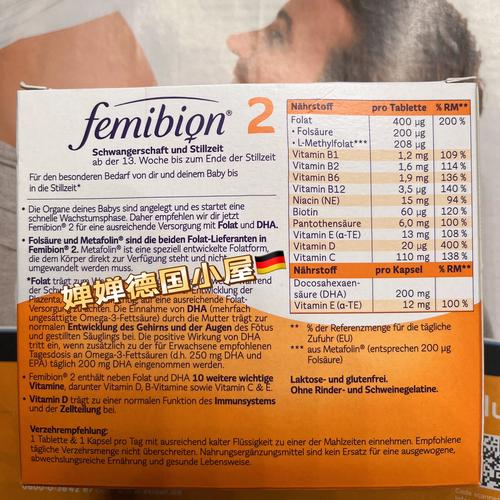 femibion® 2
Schwangerschaft und Stillzeit
ab der 13. Woche bis zum Ende der Stillzeit
Für den besonderen Bedarf von dir und deinem Baby bis
in die Stillzeit*
• Die Organe deines Babys sind angelegt und es startet eine
schnelle Wachstumsphase. Daher empfehlen wir dir jetzt
Femibion® 2 für eine ausreichende Versorgung mit Folat und DHA.
• Folsäure und Metafolin® sind die beiden Folat-Lieferanten in
Femibion® 2. Metafolin® ist eine speziell entwickelte Folatform,
die dem Körper direkt zur Verfügung steht und nicht
umgewandelt werden muss.
*Folat trägt zum
der Schw
Placenta
auf eine ausreichende Folat-
Versorgung zu achten. Die Einnahme von DHA (mehrfach
ungesättigte Omega-3-Fettsäure) durch die Mutter trägt zur
normalen Entwicklung des Gehirns und der Augen des Fötus
und gestillten Säuglings bei. Die positive Wirkung von DHA
tritt ein, wenn zusätzlich zu der für Erwachsene empfohlenen
Tagesdosis an Omega-3-Fettsäuren (d.h. 250 mg DHA und
EPA) täglich 200 mg DHA eingenommen werden.
• Femibion® 2 enthält neben Folat und DHA 10 weitere wichtige
Vitamine, darunter Vitamin D, B-Vitamine sowie Vitamin C & E.
• Vitamin D trägt zu einer normalen Funktion des Immunsystems
und der Zellteilung bei.
Verzehrempfehlung:
1 Tablette & 1 Kapsel pro Tag mit ausreichend kalter Flüssigkeit zu einer der Mahlzeiten einnehmen. Empfohlene
tägliche Verzehrsmenge nicht überschreiten. Nahrungsergänzungsmittel sind kein Ersatz für eine ausgewogene,
abwechslungsreiche Ernährung und gesunde Lebensweise.
Nährstoff pro Tablette % RM**
Folat 400 µg 200 %
• Folsäure 200 µg
• L-Methylfolat*** 208 µg
Vitamin B1 1,2 mg 109 %
Vitamin B2 1,6 mg 114 %
Vitamin B6 1,9 mg 136 %
Vitamin B12 3,5 µg 140 %
Niacin (NE) 15 mg 94 %
Biotin 60 µg 120 %
Pantothensäure 6,0 mg 100 %
Vitamin E (α-TE) 13 mg 108 %
Vitamin D 20 µg 400 %
Vitamin C 110 mg 138 %
Nährstoff pro Kapsel % RM**
Docosahexaen-
säure (DHA) 200 mg
Vitamin E (α-TE) 12 mg 100 %
** % der Referenzmenge für die tägliche
Zufuhr (EU)
*** aus Metafolin® (entsprechen 200 µg
Folsäure)
Laktose- und glutenfrei.
Ohne Rinder- und Schweinegelatine.
婵婵德国小屋